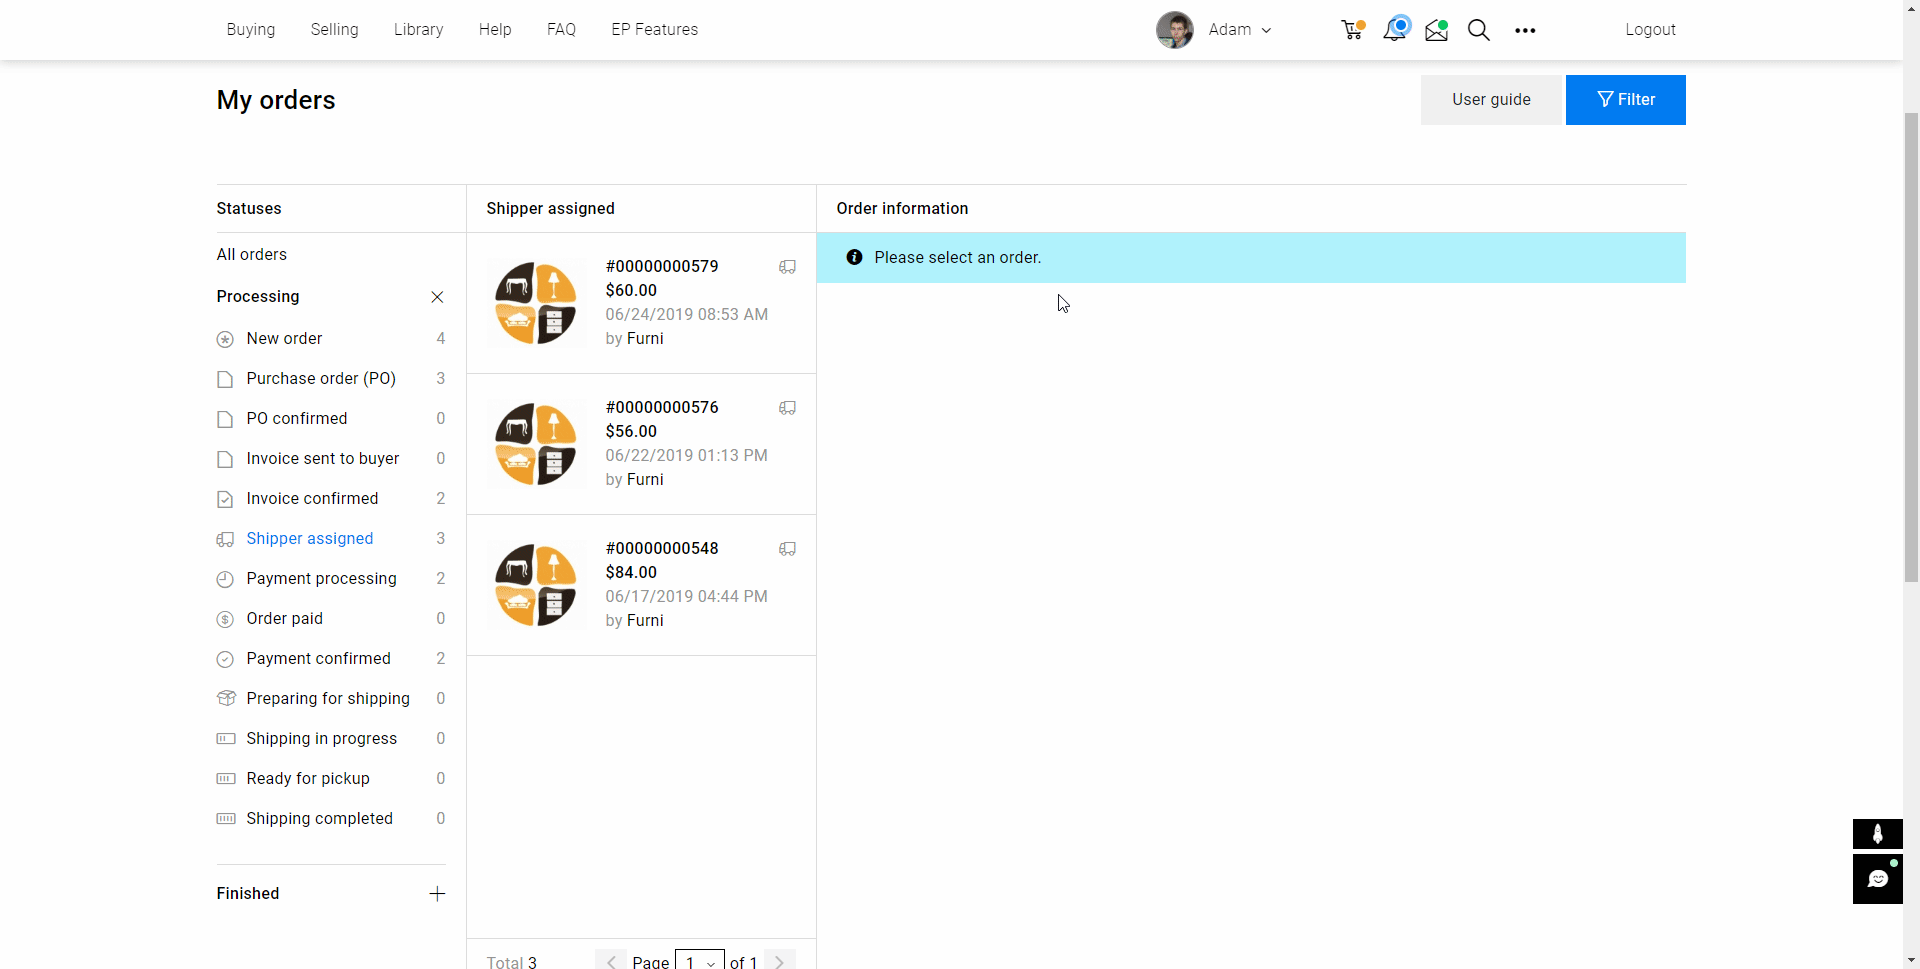 Buying Selling Library Help FAQ EP Features Adam Logout
My orders
User guide Filter
Statuses
All orders
Processing
New order 4
Purchase order (PO) 3
PO confirmed 0
Invoice sent to buyer 0
Invoice confirmed 2
Shipper assigned 3
Payment processing 2
Order paid 0
Payment confirmed 2
Preparing for shipping 0
Shipping in progress 0
Ready for pickup 0
Shipping completed 0
Finished
Shipper assigned
#00000000579
$60.00
06/24/2019 08:53 AM
by Furni
#00000000576
$56.00
06/22/2019 01:13 PM
by Furni
#00000000548
$84.00
06/17/2019 04:44 PM
by Furni
Total 3 Page 1 of 1
Order information
Please select an order.